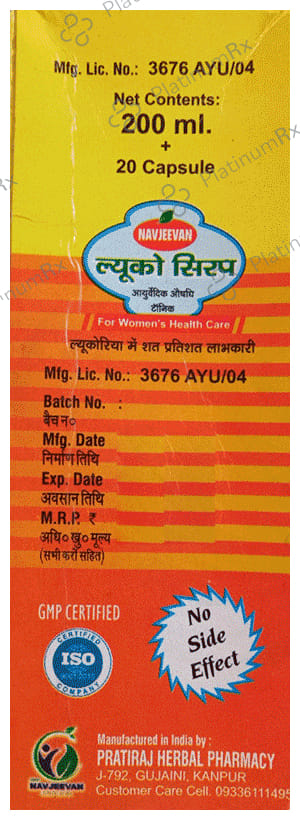 Mfg. Lic. No.: 3676 AYU/04
Net Contents:
200 ml.
+
20 Capsule
NAVJEEVAN
ल्यूको सिरप
आयुर्वेदिक औषधि
टॉनिक
For Women's Health Care
ल्यूकोरिया में शत प्रतिशत लाभकारी
Mfg. Lic. No.: 3676 AYU/04
Batch No. :
बैच न०
Mfg. Date
निर्माण तिथि
Exp. Date
अवसान तिथि
M.R.P. ₹
अधि० खु० मूल्य
(सभी करों सहित)
GMP CERTIFIED
CERTIFIED
ISO
COMPANY
No
Side
Effect
NAVJEEVAN
Manufactured in India by :
PRATIRAJ HERBAL PHARMACY
J-792, GUJAINI, KANPUR
Customer Care Cell. 09336111495
PlatinumRx